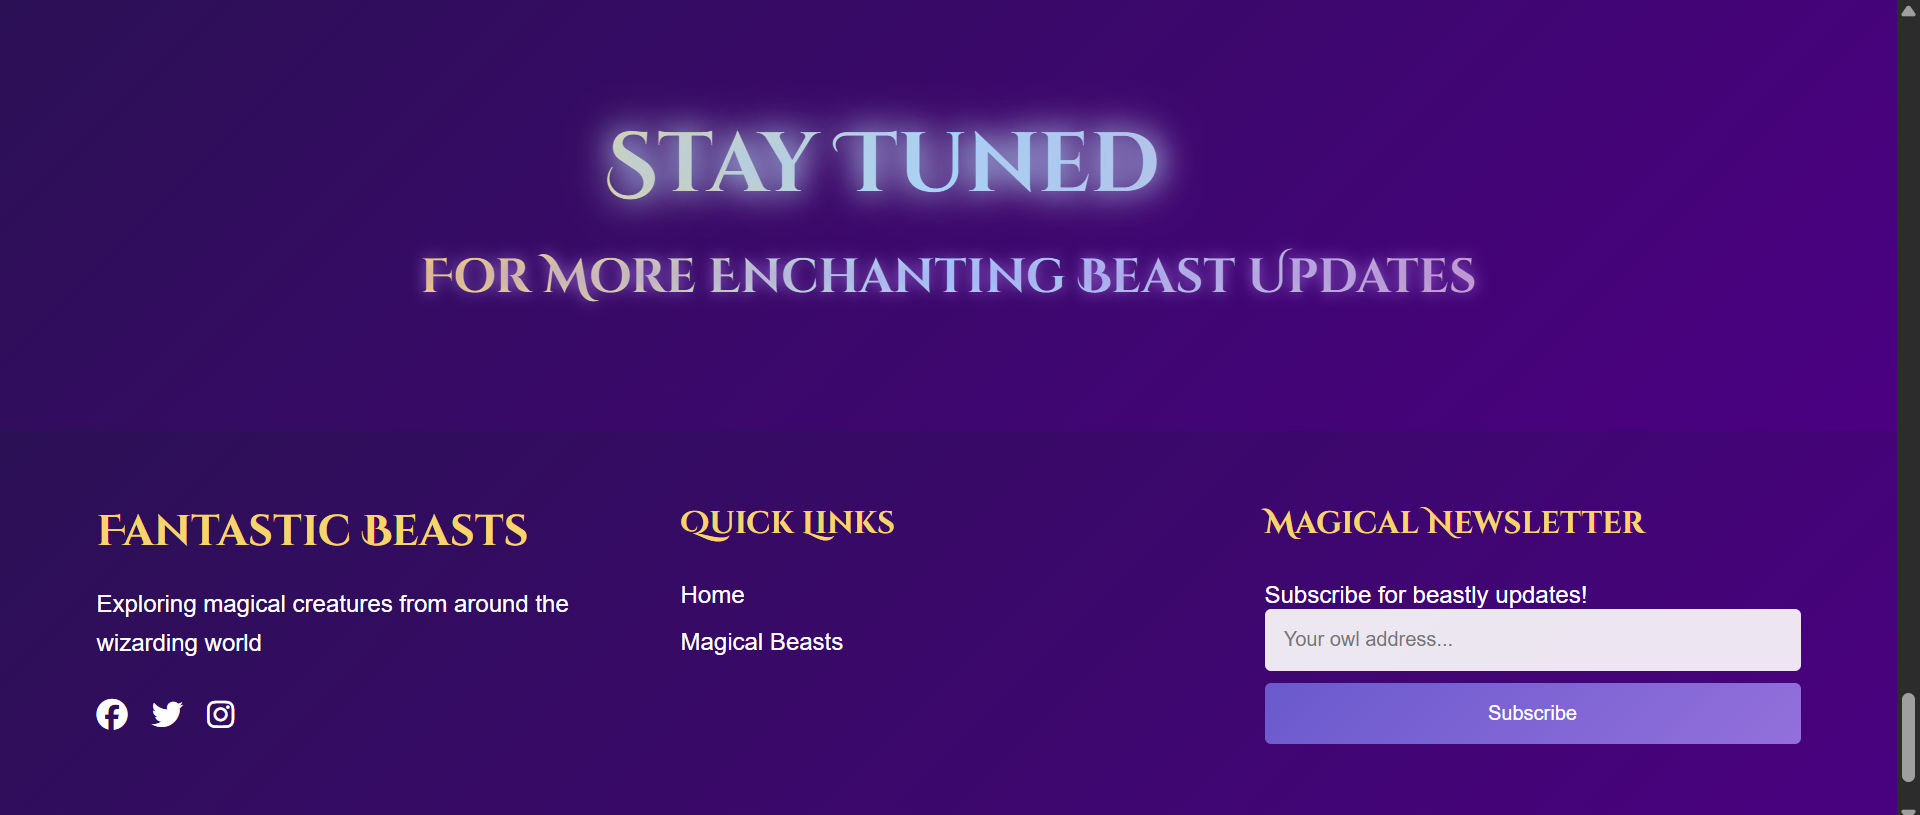 Stay Tuned
For More Enchanting Beast Updates
Fantastic Beasts
Exploring magical creatures from around the
wizarding world
Quick Links
Home
Magical Beasts
Magical Newsletter
Subscribe for beastly updates!
Your owl address...
Subscribe